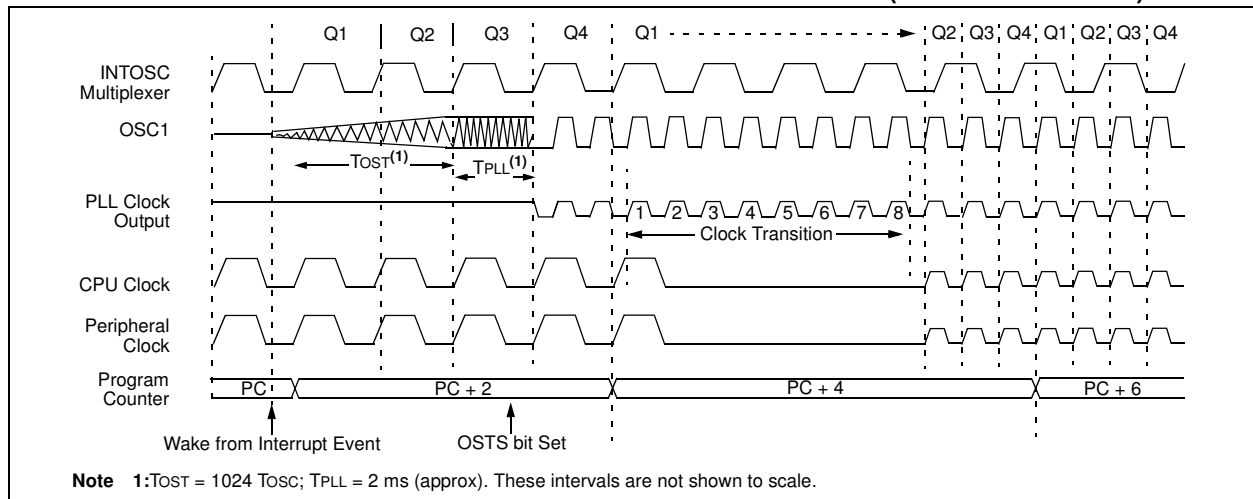 Q1 Q2 Q3 Q4 Q1 Q2 Q3 Q4 Q1 Q2 Q3 Q4
INTOSC
Multiplexer
OSC1
TOST(1)
TPLL(1)
PLL Clock
Output
1 2 3 4 5 6 7 8
Clock Transition
CPU Clock
Peripheral
Clock
Program
Counter
PC PC + 2 PC + 4 PC + 6
Wake from Interrupt Event OSTS bit Set
Note 1:TOST = 1024 TOSC; TPLL = 2 ms (approx). These intervals are not shown to scale.